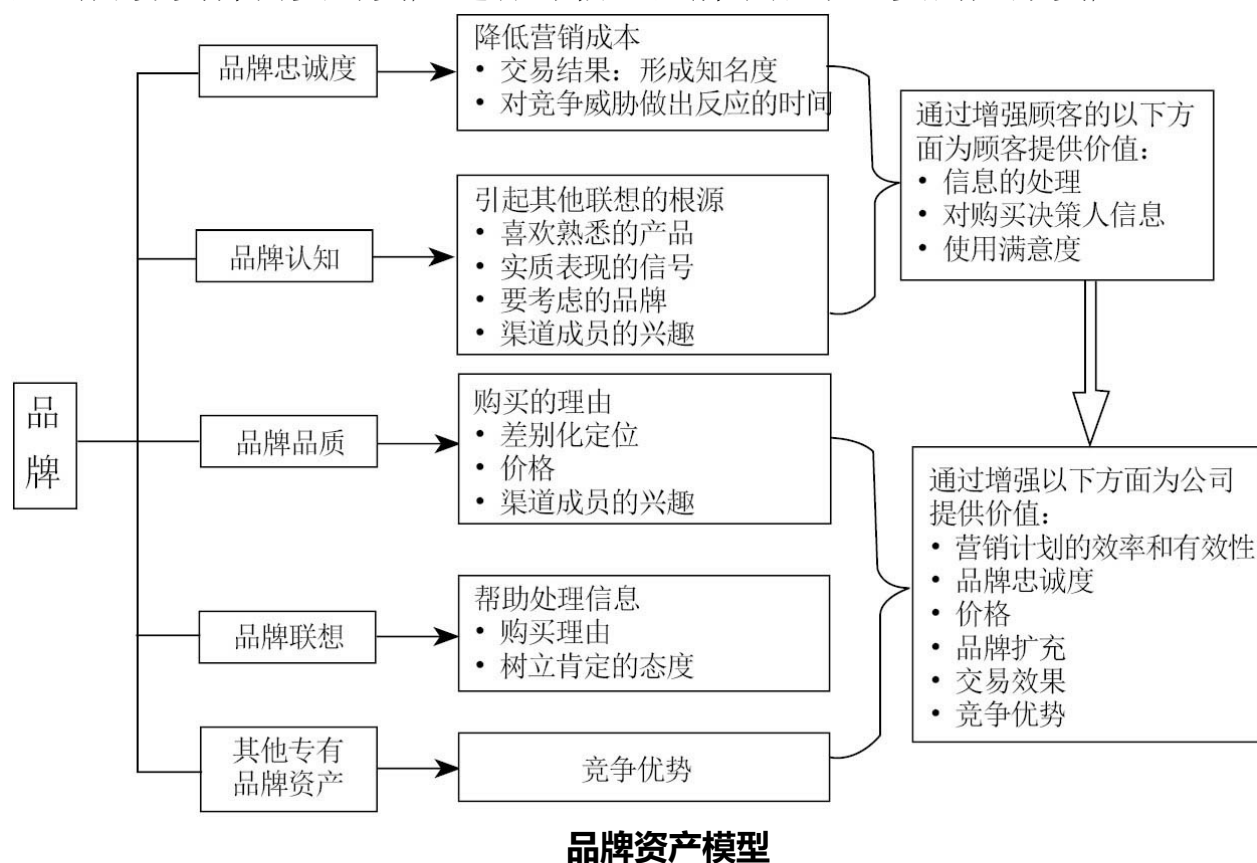 品牌
品牌忠诚度
降低营销成本
• 交易结果：形成知名度
• 对竞争威胁做出反应的时间
品牌认知
引起其他联想的根源
• 喜欢熟悉的产品
• 实质表现的信号
• 要考虑的品牌
• 渠道成员的兴趣
品牌品质
购买的理由
• 差别化定位
• 价格
• 渠道成员的兴趣
品牌联想
帮助处理信息
• 购买理由
• 树立肯定的态度
其他专有
品牌资产
竞争优势
通过增强顾客的以下方
面为顾客提供价值：
• 信息的处理
• 对购买决策人信息
• 使用满意度
通过增强以下方面为公司
提供价值：
• 营销计划的效率和有效性
• 品牌忠诚度
• 价格
• 品牌扩充
• 交易效果
• 竞争优势
品牌资产模型